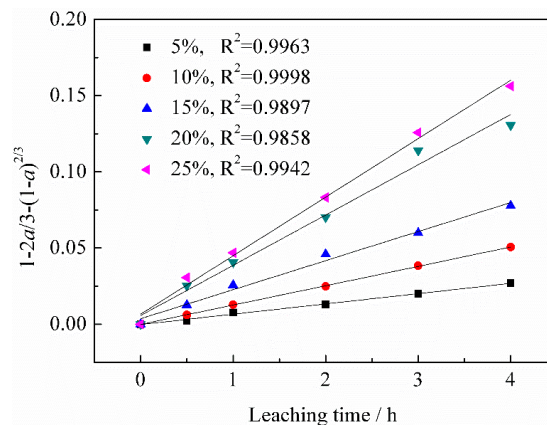 5%, R²=0.9963
10%, R²=0.9998
15%, R²=0.9897
20%, R²=0.9858
25%, R²=0.9942
1-2a/3-(1-a)^2/3
0.20
0.15
0.10
0.05
0.00
0 1 2 3 4
Leaching time / h